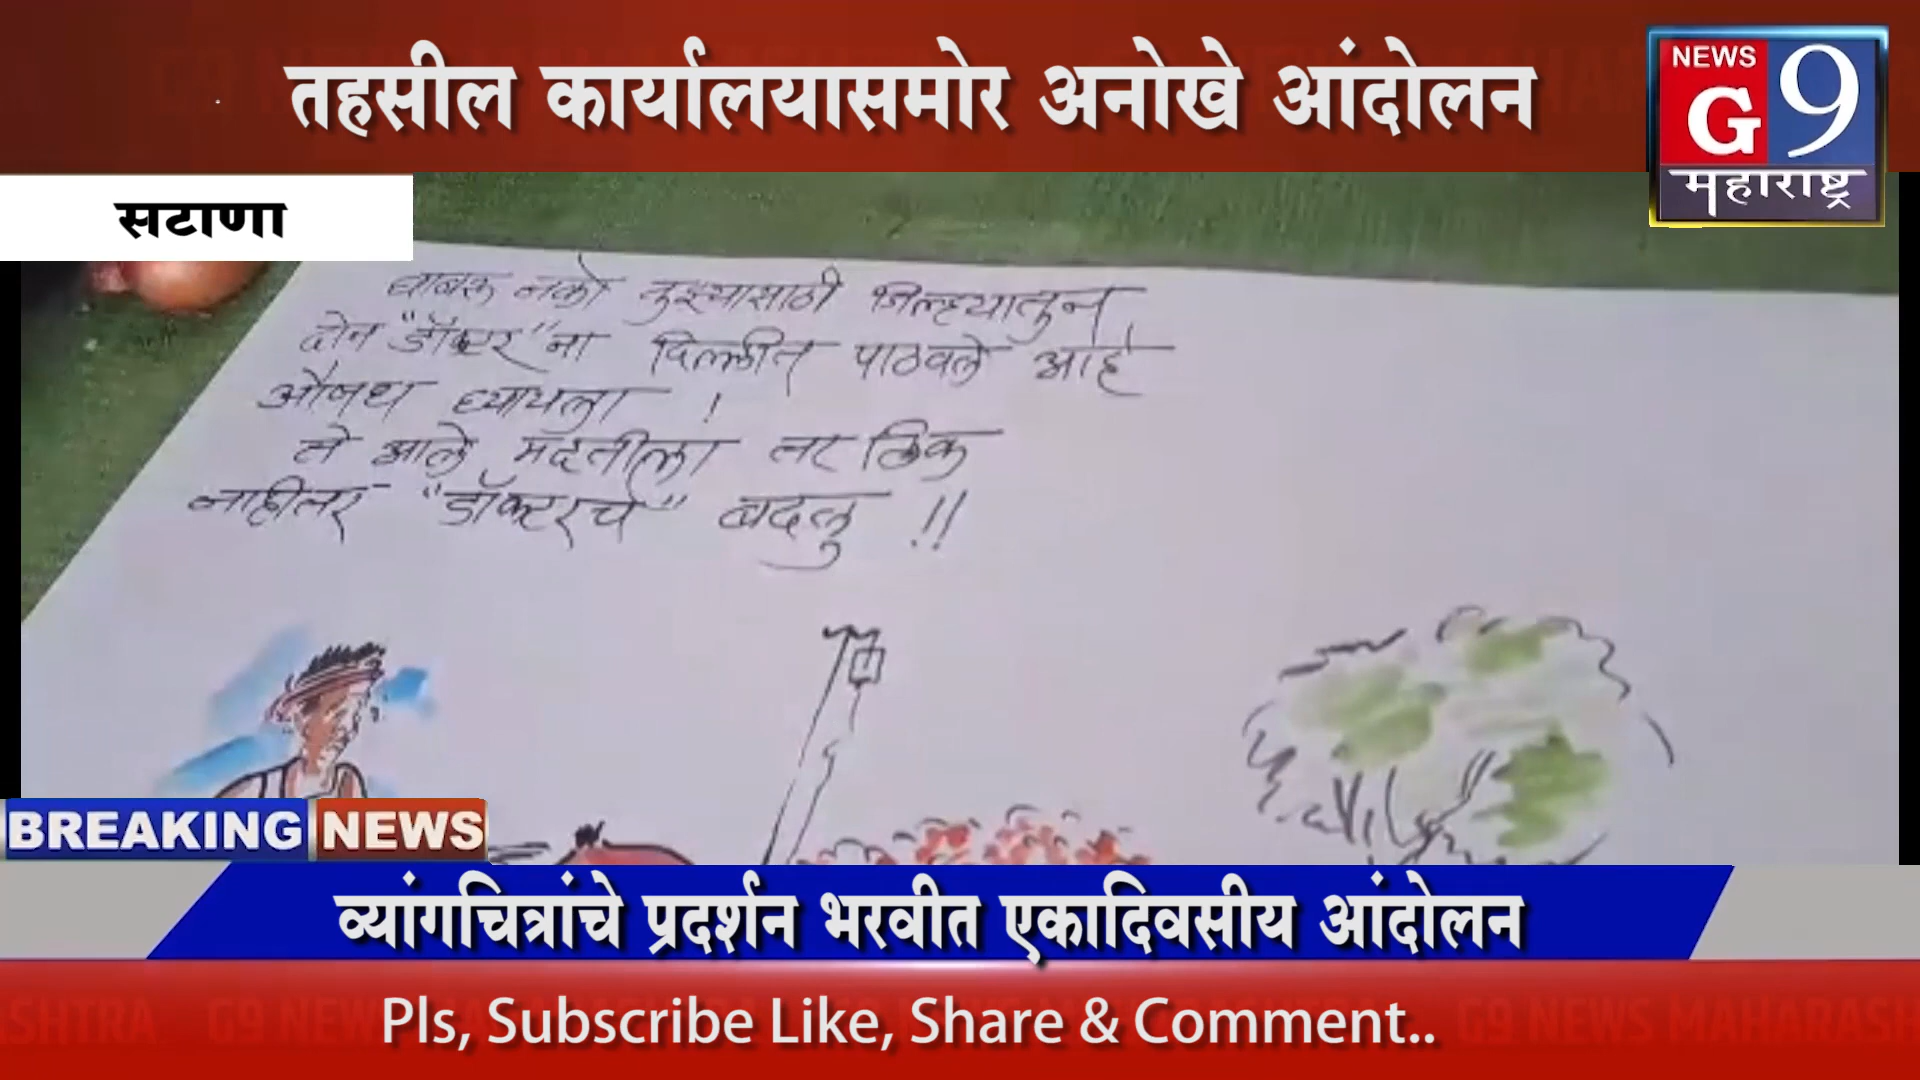 तहसील कार्यालयासमोर अनोखे आंदोलन
NEWS
G9
महाराष्ट्र
सटाणा
घाबरू नको तुझ्यासाठी जिल्ह्यातुन
दोन "डॉक्टर"ना दिल्लीत पाठवले आहे
औषध घ्यायला !
ते आले मदतीला तर ठिक
नाहीतर "डॉक्टरच" बदलु !!
BREAKING NEWS
व्यांगचित्रांचे प्रदर्शन भरवीत एकादिवसीय आंदोलन
Pls, Subscribe Like, Share & Comment..